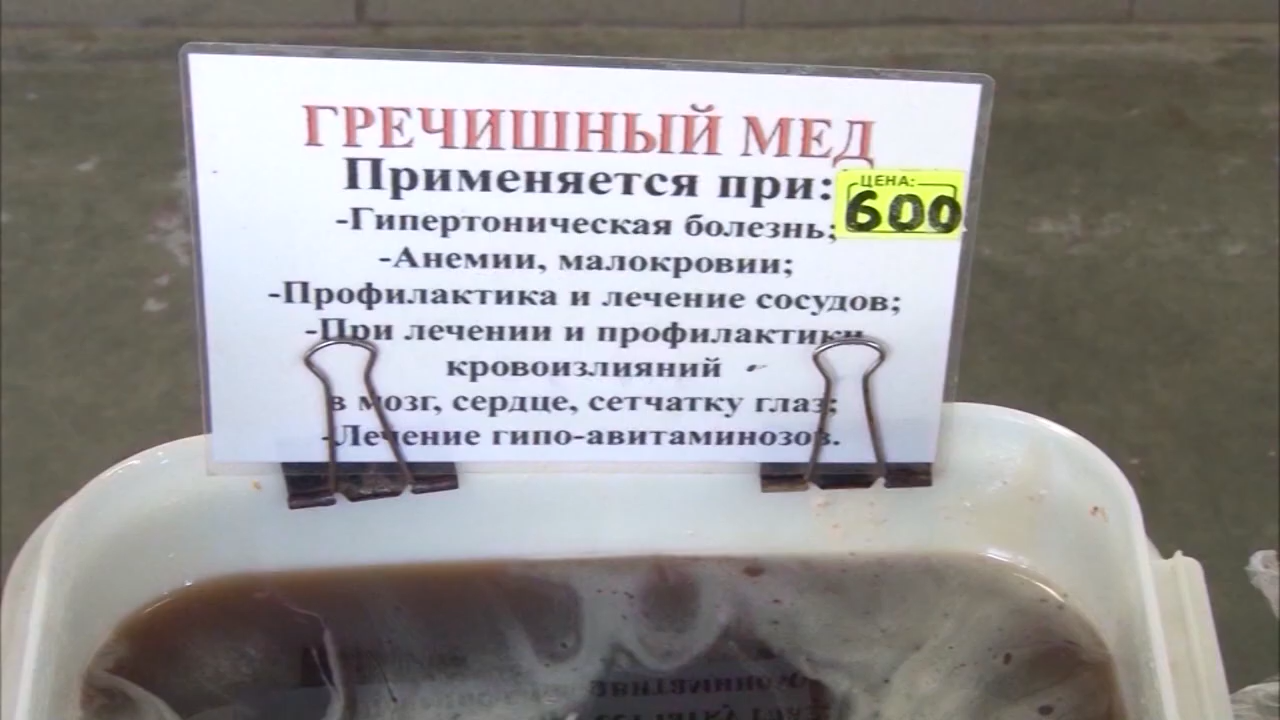 ГРЕЧИШНЫЙ МЕД
Применяется при:
ЦЕНА:
600
-Гипертоническая болезнь;
-Анемии, малокровии;
-Профилактика и лечение сосудов;
-При лечении и профилактики
кровоизлияний
в мозг, сердце, сетчатку глаз;
-Лечение гипо-авитаминозов.